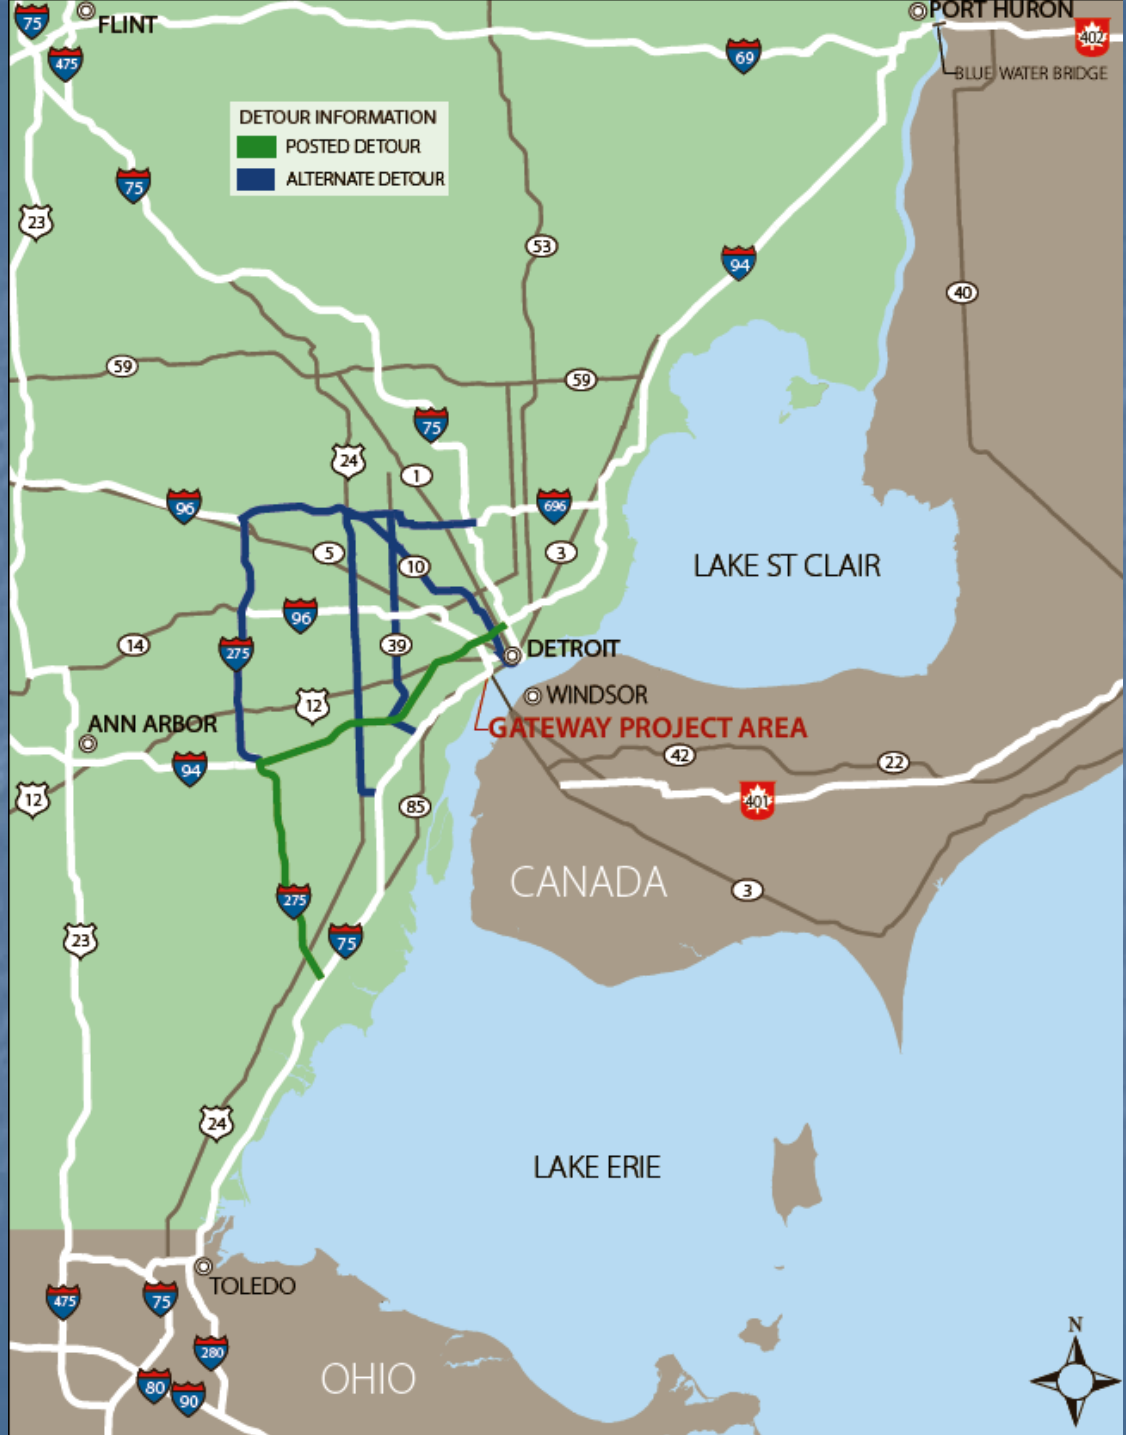 75
FLINT
PORT HURON
402
475
69
BLUE WATER BRIDGE
DETOUR INFORMATION
POSTED DETOUR
ALTERNATE DETOUR
75
23
53
94
40
59
59
75
24
1
96
696
5
10
3
LAKE ST CLAIR
96
14
275
39
DETROIT
12
WINDSOR
ANN ARBOR
GATEWAY PROJECT AREA
94
42
22
12
85
401
CANADA
3
275
23
75
24
LAKE ERIE
TOLEDO
475
75
280
N
OHIO
80
90